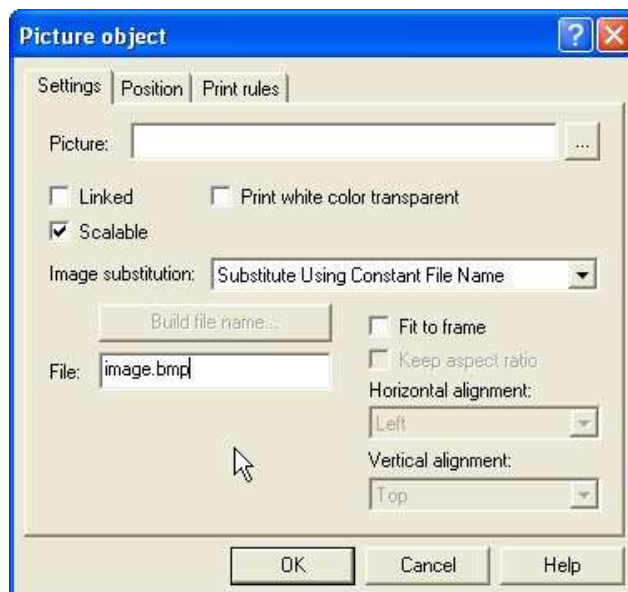 Picture object
Settings Position Print rules
Picture: ...
Linked Print white color transparent
Scalable
Image substitution: Substitute Using Constant File Name
Build file name...
Fit to frame
Keep aspect ratio
File: image.bmp
Horizontal alignment:
Left
Vertical alignment:
Top
OK Cancel Help